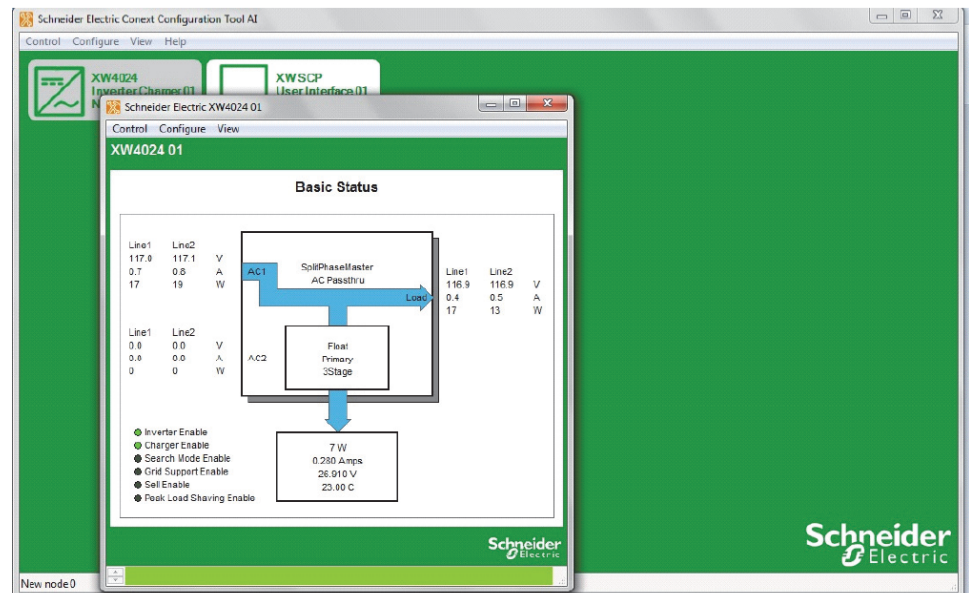 Schneider Electric Conext Configuration Tool AI
Control Configure View Help
XW4024
Inverter Charger 01
N
XWSCP
User Interface 01
Schneider Electric XW4024 01
Control Configure View
XW4024 01
Basic Status
Line1 Line2
117.0 117.1 V
0.7 0.8 A
17 19 W
AC1
SplitPhaseMaster
AC Passthru
Load
Line1 Line2
116.9 116.9 V
0.4 0.5 A
17 13 W
Line1 Line2
0.0 0.0 V
0.0 0.0 A
0 0 W
AC2
Float
Primary
3Stage
Inverter Enable
Charger Enable
Search Mode Enable
Grid Support Enable
Sell Enable
Peak Load Shaving Enable
7 W
0.280 Amps
26.910 V
23.00 C
Schneider
Electric
Schneider
Electric
New node0